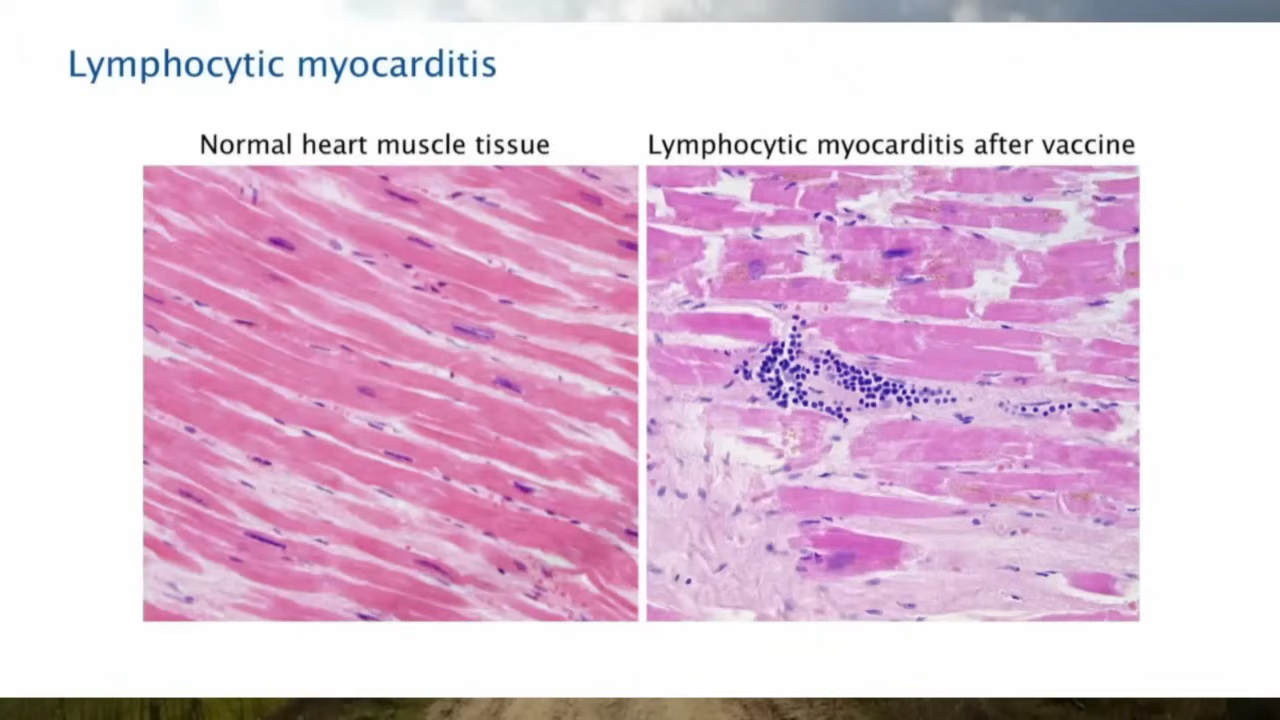 Lymphocytic myocarditis
Normal heart muscle tissue
Lymphocytic myocarditis after vaccine